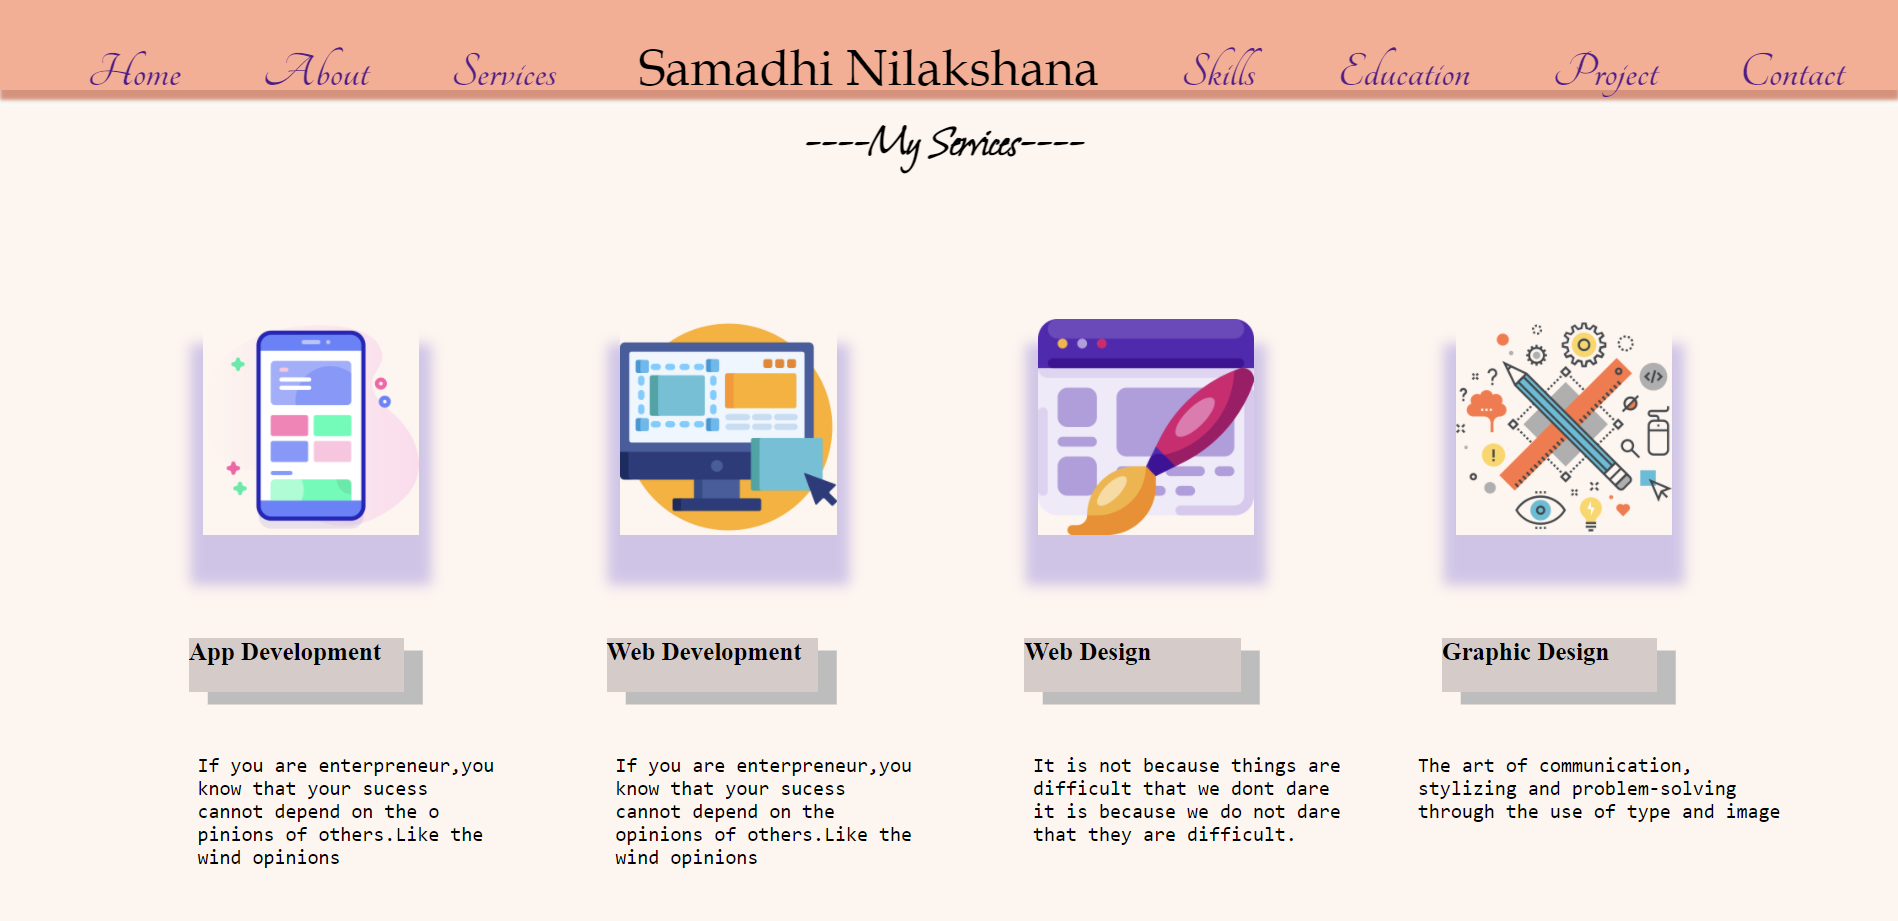 Home About Services Samadhi Nilakshana Skills Education Project Contact
----My Services----
App Development
Web Development
Web Design
Graphic Design
If you are enterpreneur,you
know that your sucess
cannot depend on the o
pinions of others.Like the
wind opinions
If you are enterpreneur,you
know that your sucess
cannot depend on the
opinions of others.Like the
wind opinions
It is not because things are
difficult that we dont dare
it is because we do not dare
that they are difficult.
The art of communication,
stylizing and problem-solving
through the use of type and image